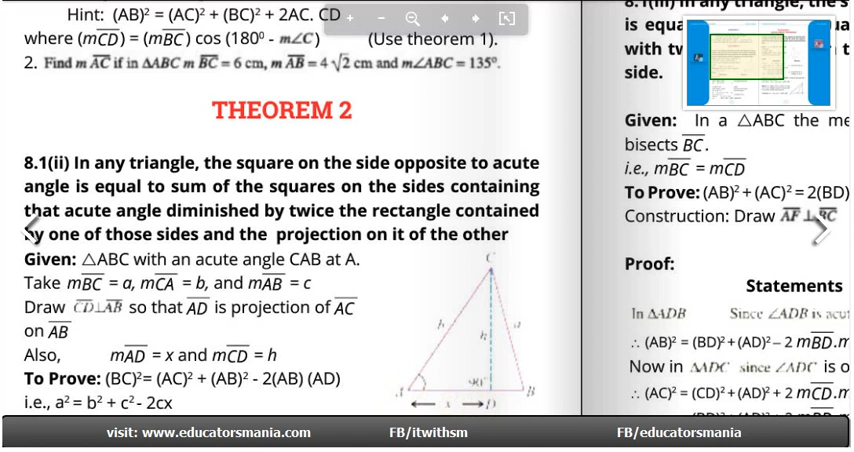 Hint: (AB)² = (AC)² + (BC)² + 2AC. CD
where (mCD) = (mBC) cos (180⁰ - m∠C) (Use theorem 1).
2. Find m AC if in ΔABC m BC = 6 cm, m AB = 4√2 cm and m∠ABC = 135⁰.
THEOREM 2
8.1(ii) In any triangle, the square on the side opposite to acute
angle is equal to sum of the squares on the sides containing
that acute angle diminished by twice the rectangle contained
by one of those sides and the projection on it of the other
Given: △ABC with an acute angle CAB at A.
Take mBC = a, mCA = b, and mAB = c
Draw CD⊥AB so that AD is projection of AC
on AB
Also, mAD = x and mCD = h
To Prove: (BC)²= (AC)² + (AB)² - 2(AB) (AD)
i.e., a² = b² + c² - 2cx
C
b
h
a
A
90°
B
x
D
is equa
with tw
side.
Given: In a △ABC the me
bisects BC.
i.e., mBC = mCD
To Prove: (AB)² + (AC)² = 2(BD)
Construction: Draw AF⊥BC
Proof:
Statements
In ΔADB Since ∠ADB is acut
∴ (AB)² = (BD)² + (AD)² – 2 mBD.m
Now in ΔADC since ∠ADC is o
∴ (AC)² = (CD)² + (AD)² + 2 mCD.m
visit: www.educatorsmania.com FB/itwithsm FB/educatorsmania